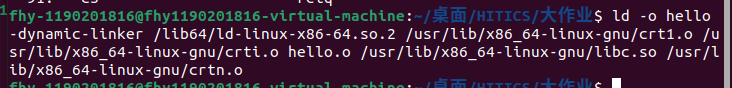 91: c3 retq
fhy-1190201816@fhy1190201816-virtual-machine:~/桌面/HITICS/大作业$ ld -o hello
-dynamic-linker /lib64/ld-linux-x86-64.so.2 /usr/lib/x86_64-linux-gnu/crt1.o /u
sr/lib/x86_64-linux-gnu/crti.o hello.o /usr/lib/x86_64-linux-gnu/libc.so /usr/l
ib/x86_64-linux-gnu/crtn.o
fhy-1190201816@fhy1190201816-virtual-machine:~/桌面/HITICS/大作业$